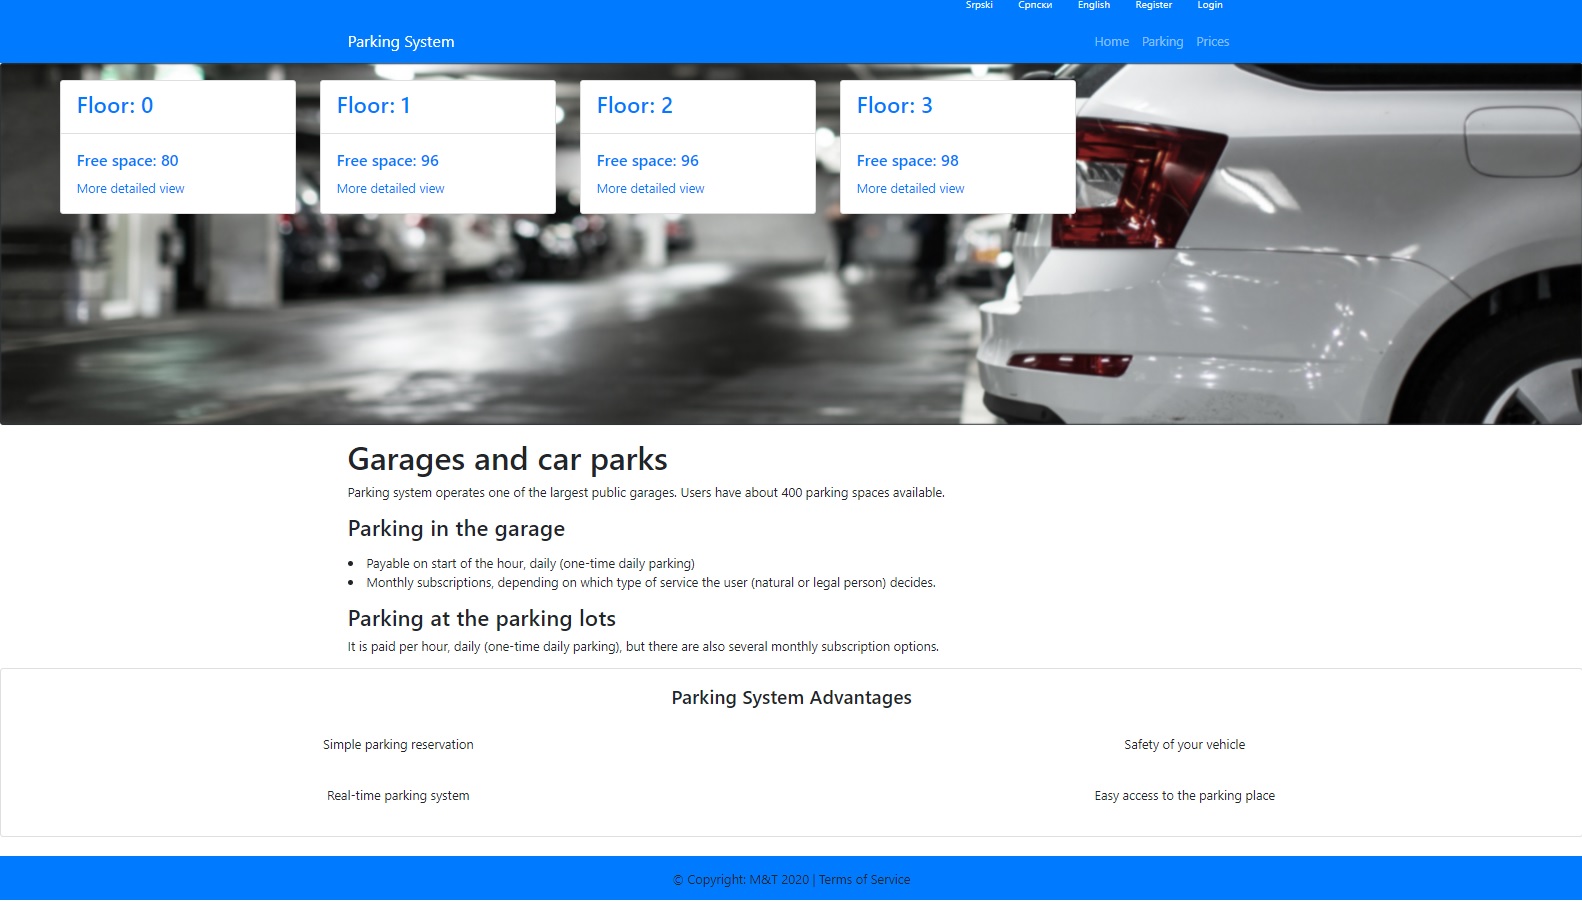 Srpski Српски English Register Login
Parking System Home Parking Prices
Floor: 0
Free space: 80
More detailed view
Floor: 1
Free space: 96
More detailed view
Floor: 2
Free space: 96
More detailed view
Floor: 3
Free space: 98
More detailed view
Garages and car parks
Parking system operates one of the largest public garages. Users have about 400 parking spaces available.
Parking in the garage
• Payable on start of the hour, daily (one-time daily parking)
• Monthly subscriptions, depending on which type of service the user (natural or legal person) decides.
Parking at the parking lots
It is paid per hour, daily (one-time daily parking), but there are also several monthly subscription options.
Parking System Advantages
Simple parking reservation Safety of your vehicle
Real-time parking system Easy access to the parking place
© Copyright: M&T 2020 | Terms of Service